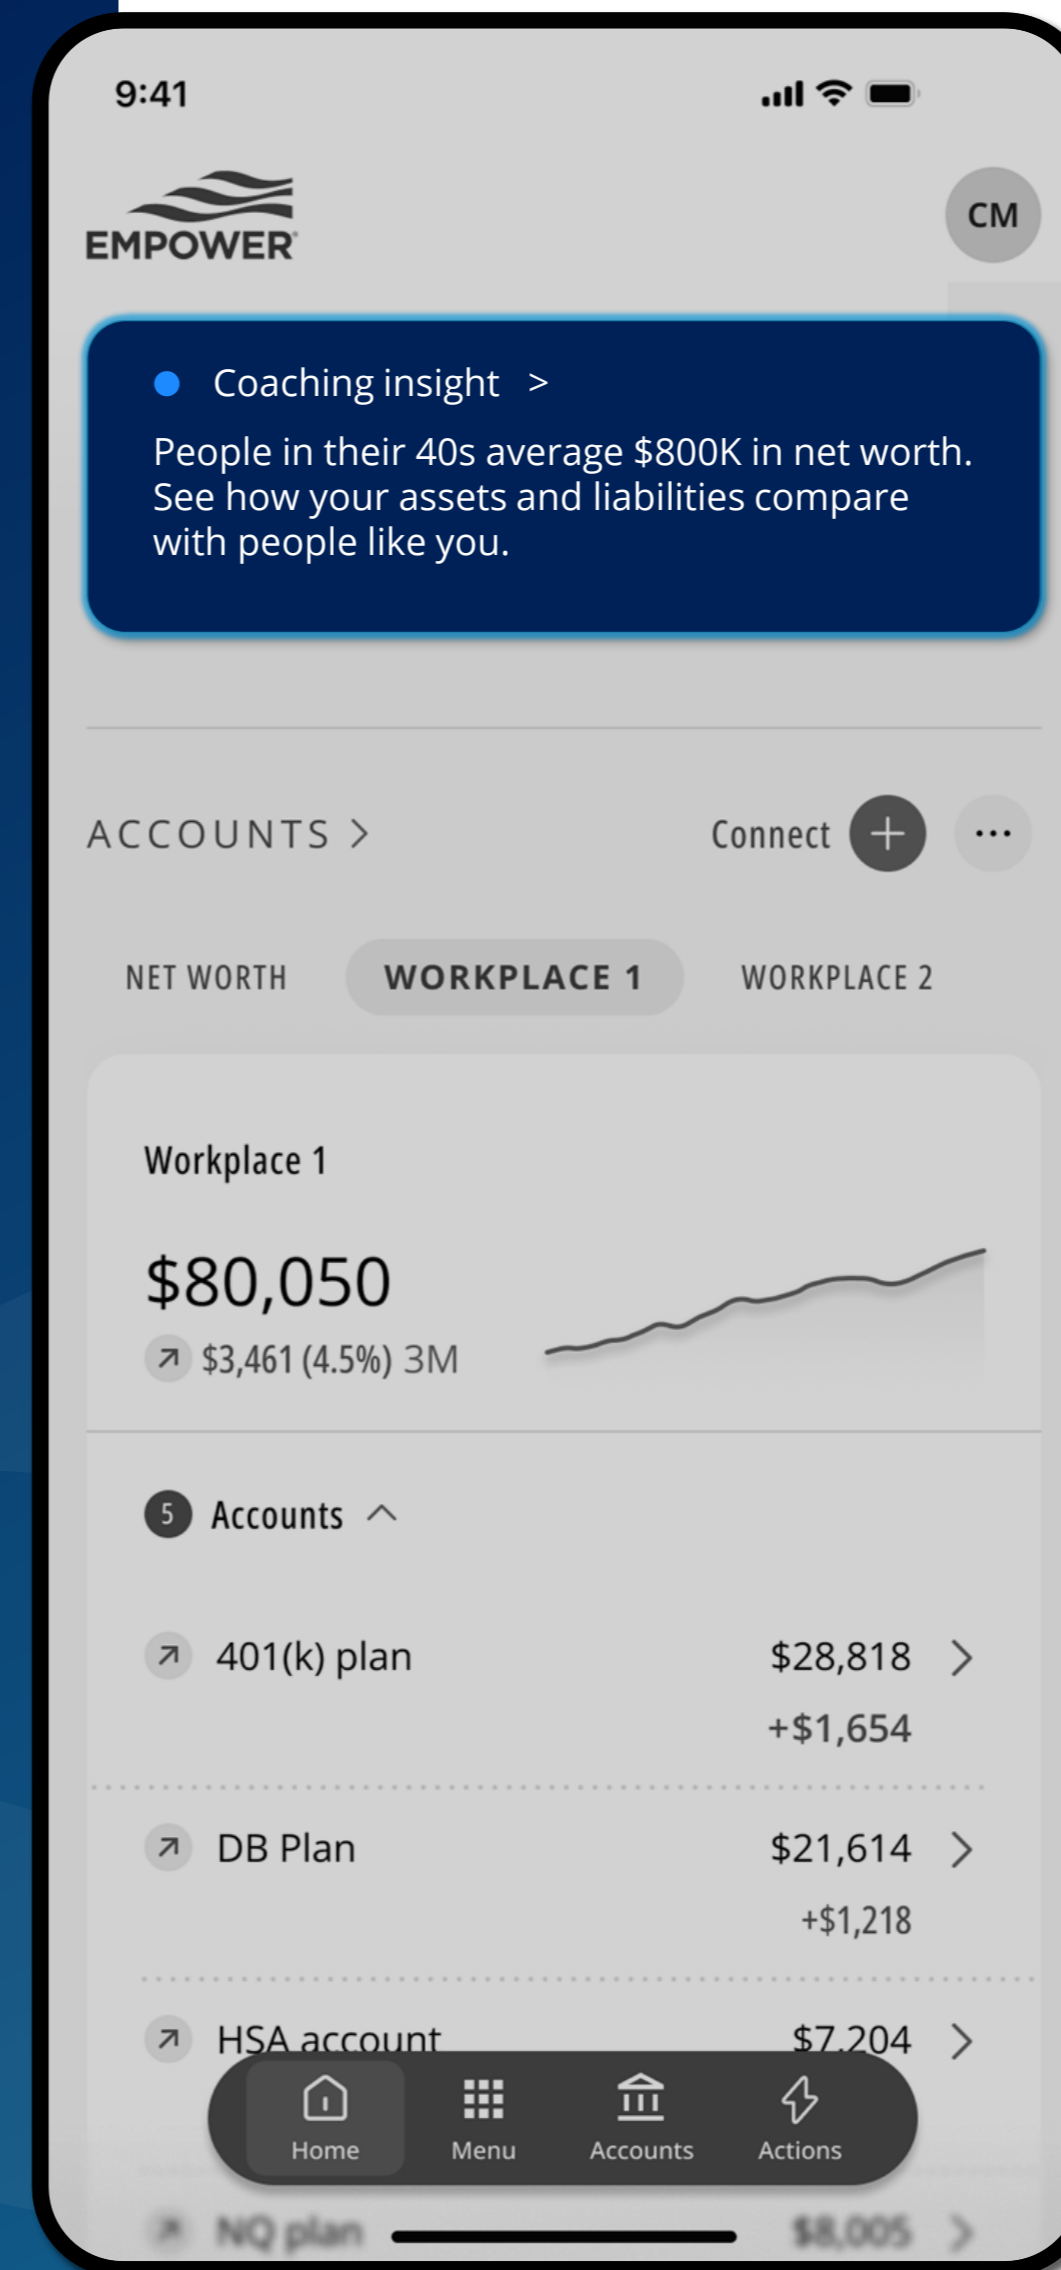 9:41
EMPOWER
CM
Coaching insight >
People in their 40s average $800K in net worth.
See how your assets and liabilities compare
with people like you.
ACCOUNTS >
Connect
NET WORTH WORKPLACE 1 WORKPLACE 2
Workplace 1
$80,050
$3,461 (4.5%) 3M
5 Accounts
401(k) plan $28,818
+$1,654
DB Plan $21,614
+$1,218
HSA account $7,204
Home Menu Accounts Actions
NQ plan $8,005